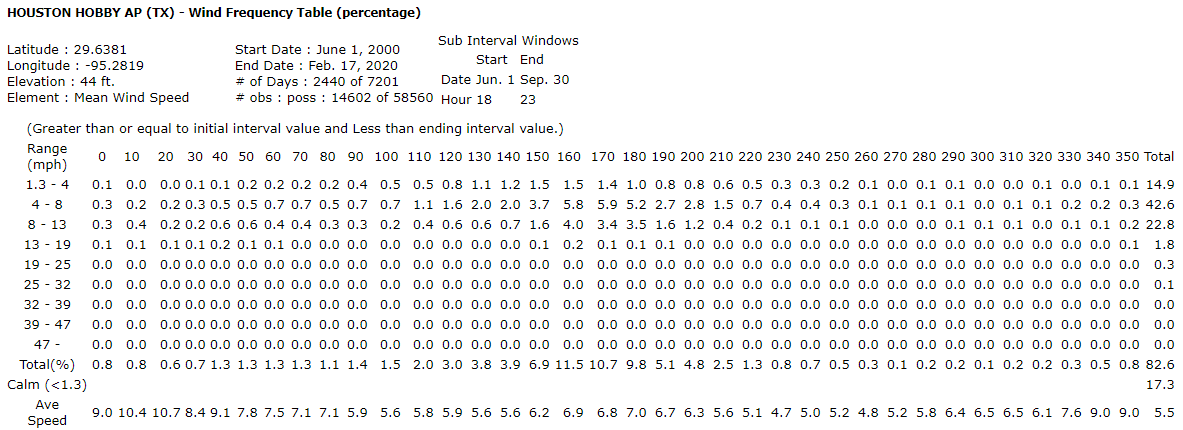 HOUSTON HOBBY AP (TX) - Wind Frequency Table (percentage)
Sub Interval Windows
Latitude : 29.6381 Start Date : June 1, 2000
Start End
Longitude : -95.2819 End Date : Feb. 17, 2020
Elevation : 44 ft. # of Days : 2440 of 7201 Date Jun. 1 Sep. 30
Element : Mean Wind Speed # obs : poss : 14602 of 58560 Hour 18 23
(Greater than or equal to initial interval value and Less than ending interval value.)
Range
(mph) 0 10 20 30 40 50 60 70 80 90 100 110 120 130 140 150 160 170 180 190 200 210 220 230 240 250 260 270 280 290 300 310 320 330 340 350 Total
1.3 - 4 0.1 0.0 0.0 0.1 0.1 0.2 0.2 0.2 0.2 0.4 0.5 0.5 0.8 1.1 1.2 1.5 1.5 1.4 1.0 0.8 0.8 0.6 0.5 0.3 0.3 0.2 0.1 0.0 0.1 0.1 0.0 0.0 0.1 0.0 0.1 0.1 14.9
4 - 8 0.3 0.2 0.2 0.3 0.5 0.5 0.7 0.7 0.5 0.7 0.7 1.1 1.6 2.0 2.0 3.7 5.8 5.9 5.2 2.7 2.8 1.5 0.7 0.4 0.4 0.3 0.1 0.1 0.1 0.1 0.0 0.1 0.1 0.2 0.2 0.3 42.6
8 - 13 0.3 0.4 0.2 0.2 0.6 0.6 0.4 0.4 0.3 0.3 0.2 0.4 0.6 0.6 0.7 1.6 4.0 3.4 3.5 1.6 1.2 0.4 0.2 0.1 0.1 0.1 0.0 0.0 0.0 0.1 0.1 0.1 0.0 0.1 0.1 0.2 22.8
13 - 19 0.1 0.1 0.1 0.1 0.2 0.1 0.1 0.0 0.0 0.0 0.0 0.0 0.0 0.0 0.0 0.1 0.2 0.1 0.1 0.1 0.0 0.0 0.0 0.0 0.0 0.0 0.0 0.0 0.0 0.0 0.0 0.0 0.0 0.0 0.0 0.1 1.8
19 - 25 0.0 0.0 0.0 0.0 0.0 0.0 0.0 0.0 0.0 0.0 0.0 0.0 0.0 0.0 0.0 0.0 0.0 0.0 0.0 0.0 0.0 0.0 0.0 0.0 0.0 0.0 0.0 0.0 0.0 0.0 0.0 0.0 0.0 0.0 0.0 0.0 0.3
25 - 32 0.0 0.0 0.0 0.0 0.0 0.0 0.0 0.0 0.0 0.0 0.0 0.0 0.0 0.0 0.0 0.0 0.0 0.0 0.0 0.0 0.0 0.0 0.0 0.0 0.0 0.0 0.0 0.0 0.0 0.0 0.0 0.0 0.0 0.0 0.0 0.0 0.1
32 - 39 0.0 0.0 0.0 0.0 0.0 0.0 0.0 0.0 0.0 0.0 0.0 0.0 0.0 0.0 0.0 0.0 0.0 0.0 0.0 0.0 0.0 0.0 0.0 0.0 0.0 0.0 0.0 0.0 0.0 0.0 0.0 0.0 0.0 0.0 0.0 0.0 0.0
39 - 47 0.0 0.0 0.0 0.0 0.0 0.0 0.0 0.0 0.0 0.0 0.0 0.0 0.0 0.0 0.0 0.0 0.0 0.0 0.0 0.0 0.0 0.0 0.0 0.0 0.0 0.0 0.0 0.0 0.0 0.0 0.0 0.0 0.0 0.0 0.0 0.0 0.0
47 - 0.0 0.0 0.0 0.0 0.0 0.0 0.0 0.0 0.0 0.0 0.0 0.0 0.0 0.0 0.0 0.0 0.0 0.0 0.0 0.0 0.0 0.0 0.0 0.0 0.0 0.0 0.0 0.0 0.0 0.0 0.0 0.0 0.0 0.0 0.0 0.0 0.0
Total(%) 0.8 0.8 0.6 0.7 1.3 1.3 1.3 1.3 1.1 1.4 1.5 2.0 3.0 3.8 3.9 6.9 11.5 10.7 9.8 5.1 4.8 2.5 1.3 0.8 0.7 0.5 0.3 0.1 0.2 0.2 0.1 0.2 0.2 0.3 0.5 0.8 82.6
Calm (<1.3) 17.3
Ave
Speed 9.0 10.4 10.7 8.4 9.1 7.8 7.5 7.1 7.1 5.9 5.6 5.8 5.9 5.6 5.6 6.2 6.9 6.8 7.0 6.7 6.3 5.6 5.1 4.7 5.0 5.2 4.8 5.2 5.8 6.4 6.5 6.5 6.1 7.6 9.0 9.0 5.5